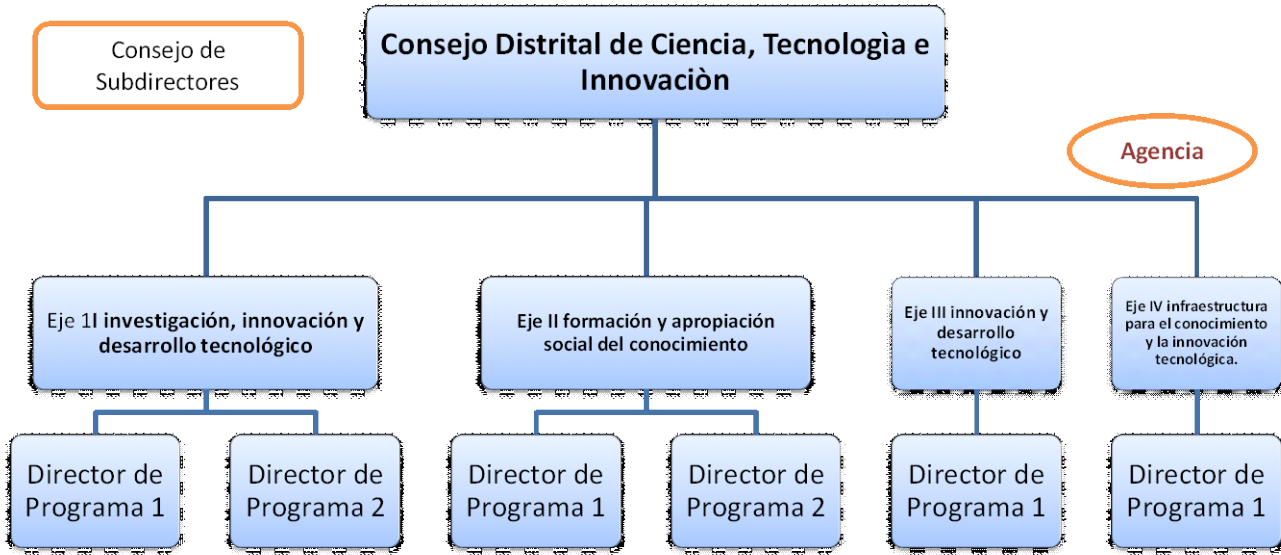 Consejo de
Subdirectores
Consejo Distrital de Ciencia, Tecnologìa e
Innovaciòn
Agencia
Eje 1I investigación, innovación y
desarrollo tecnológico
Eje II formación y apropiación
social del conocimiento
Eje III innovación y
desarrollo
tecnológico
Eje IV infraestructura
para el conocimiento
y la innovación
tecnológica.
Director de
Programa 1
Director de
Programa 2
Director de
Programa 1
Director de
Programa 2
Director de
Programa 1
Director de
Programa 1